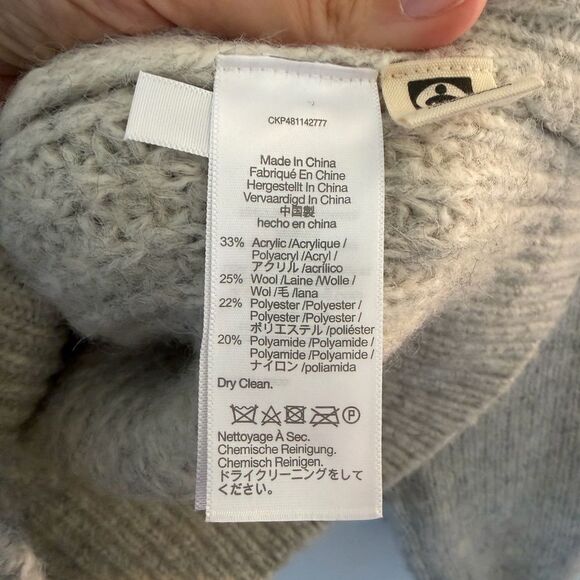 CKP481142777
Made In China
Fabriqué En Chine
Hergestellt In China
Vervaardigd In China
中国製
hecho en china
33% Acrylic /Acrylique /
Polyacryl /Acryl /
アクリル /acrílico
25% Wool /Laine /Wolle /
Wol /毛 /lana
22% Polyester /Polyester /
Polyester /Polyester /
ポリエステル /poliéster
20% Polyamide /Polyamide /
Polyamide /Polyamide /
ナイロン /poliamida
Dry Clean.
P
Nettoyage À Sec.
Chemische Reinigung.
Chemisch Reinigen.
ドライクリーニングをして
ください。